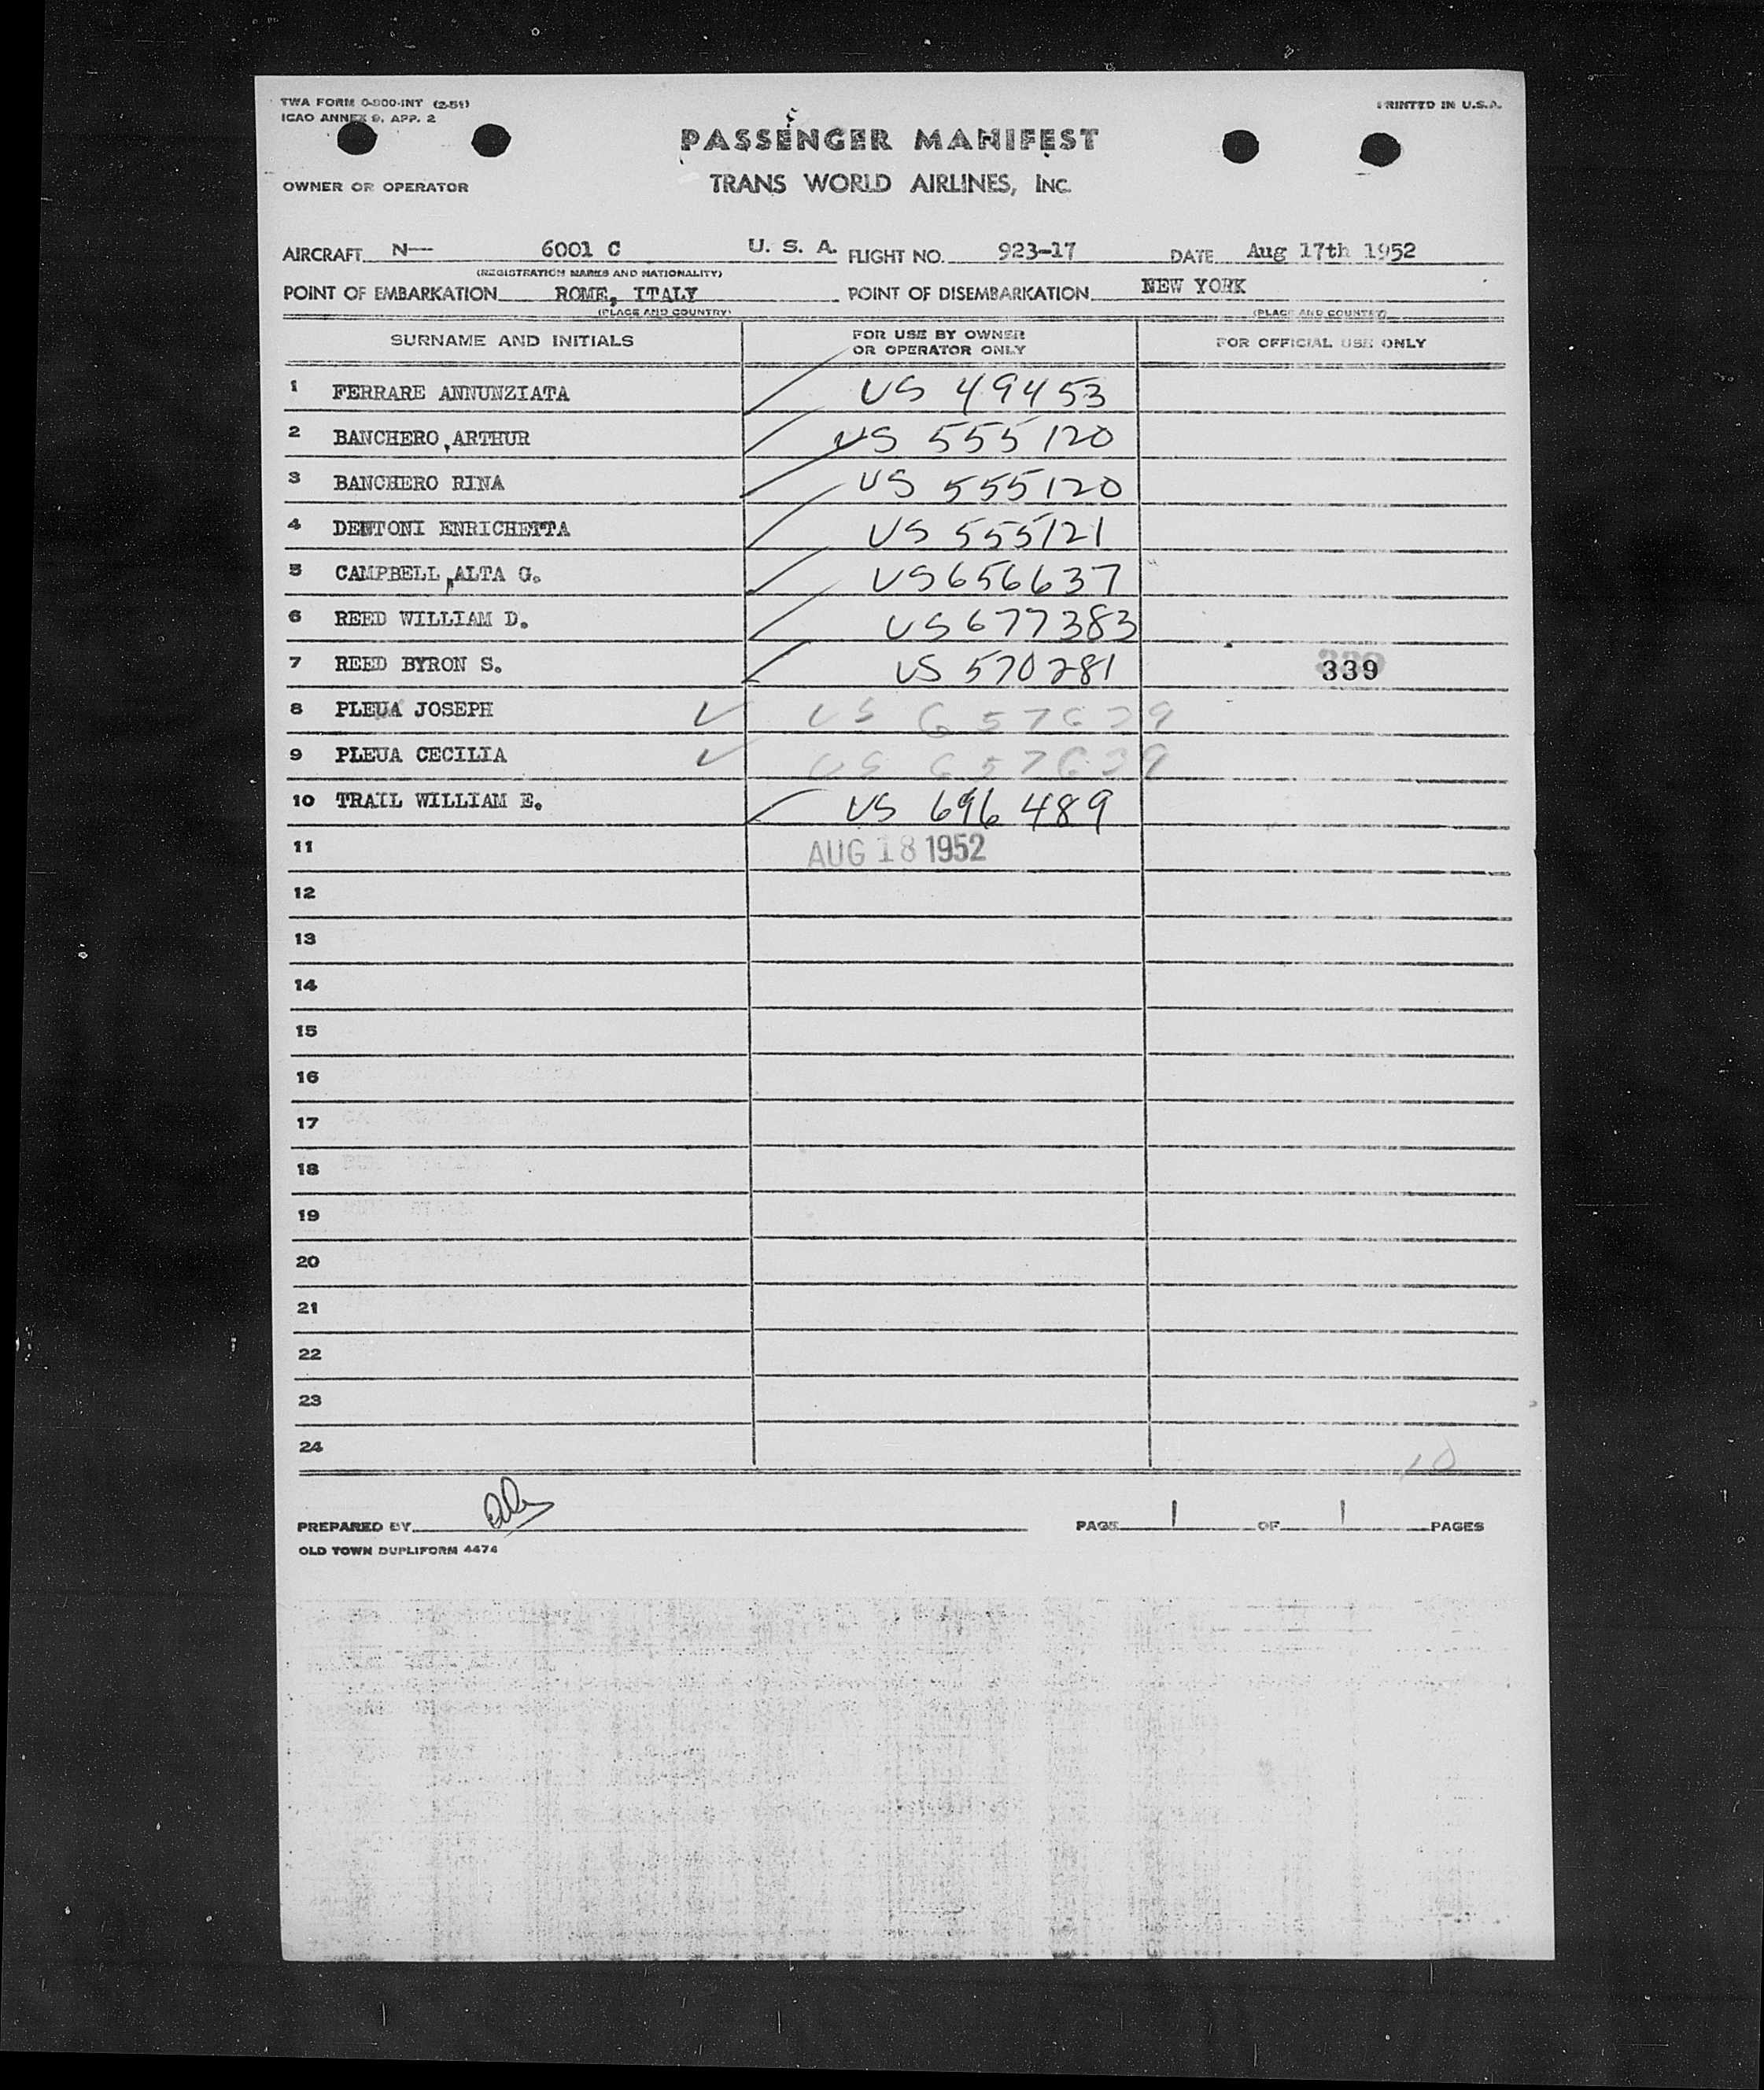 TWA FORM 0-900-INT (2-51)
PRINTED IN U.S.A.
ICAO ANNEX 9, APP. 2
PASSENGER MANIFEST
OWNER OR OPERATOR
TRANS WORLD AIRLINES, INC.
AIRCRAFT N— 6001 C U. S. A. FLIGHT NO. 923-17 DATE Aug 17th 1952
(REGISTRATION MARKS AND NATIONALITY)
POINT OF EMBARKATION ROME, ITALY POINT OF DISEMBARKATION NEW YORK
(PLACE AND COUNTRY) (PLACE AND COUNTRY)
SURNAME AND INITIALS FOR USE BY OWNER OR OPERATOR ONLY FOR OFFICIAL USE ONLY
1 FERRARE ANNUNZIATA US 49453
2 BANCHERO, ARTHUR US 555120
3 BANCHERO RINA US 555120
4 DENTONI ENRICHETTA US 555121
5 CAMPBELL, ALTA G. US 656637
6 REED WILLIAM D. US 677383
7 REED BYRON S. US 570281 339
8 PLEUA JOSEPH US
9 PLEUA CECILIA US
10 TRAIL WILLIAM E. US 696489
11 AUG 18 1952
12
13
14
15
16
17
18
19
20
21
22
23
24
10
PREPARED BY PAGE 1 OF 1 PAGES
OLD TOWN DUPLIFORM 4474